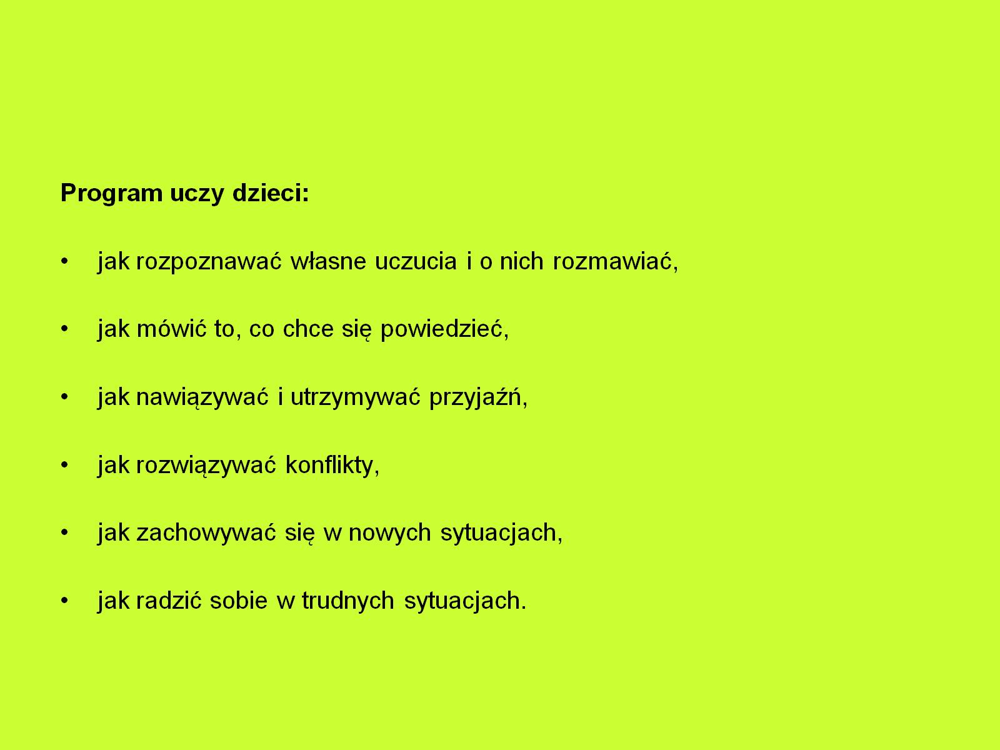 Program uczy dzieci:
• jak rozpoznawać własne uczucia i o nich rozmawiać,
• jak mówić to, co chce się powiedzieć,
• jak nawiązywać i utrzymywać przyjaźń,
• jak rozwiązywać konflikty,
• jak zachowywać się w nowych sytuacjach,
• jak radzić sobie w trudnych sytuacjach.